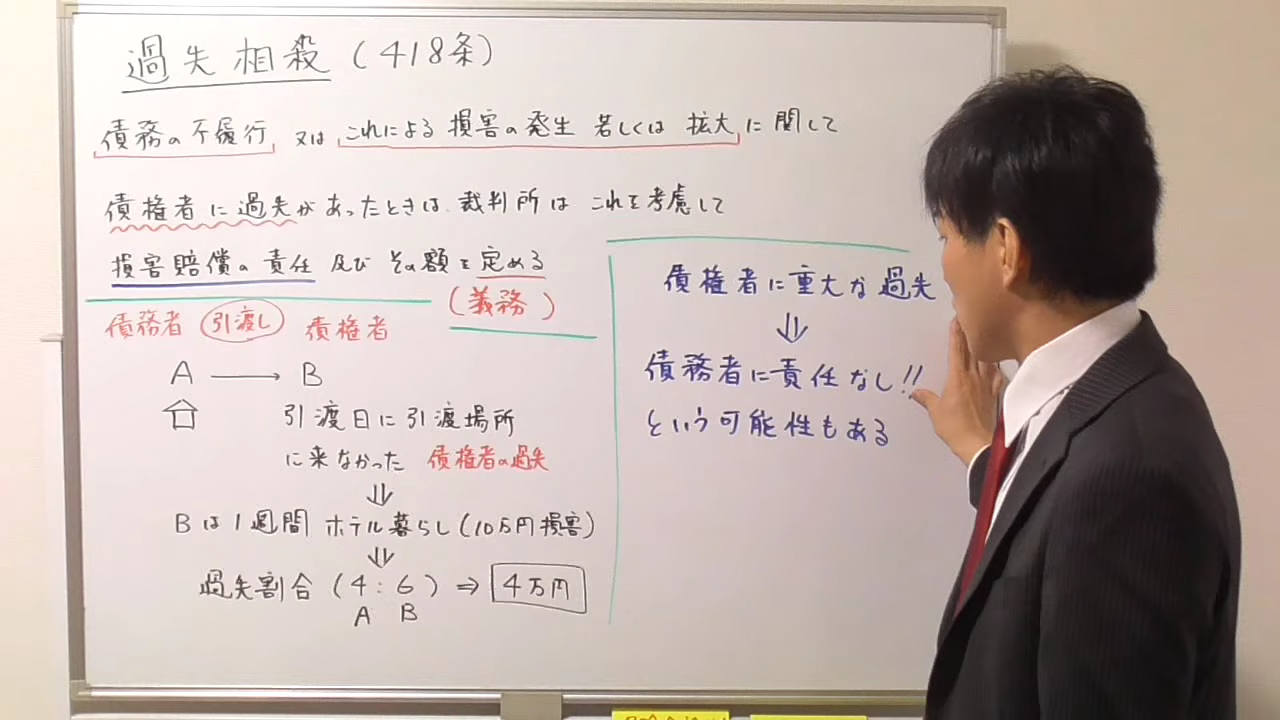 過失相殺(418条)
債務の不履行 又は これによる 損害の発生 若しくは 拡大 に関して
債権者に過失があったときは、裁判所は これを考慮して
損害賠償の責任 及び その額を定める
(義務)
債務者 引渡し 債権者
A → B
引渡日に引渡場所
に来なかった 債権者の過失
⇓
Bは1週間 ホテル暮らし(10万円損害)
⇓
過失割合(4:6)⇒ 4万円
A B
債権者に重大な過失
⇓
債務者に責任なし!!
という可能性もある